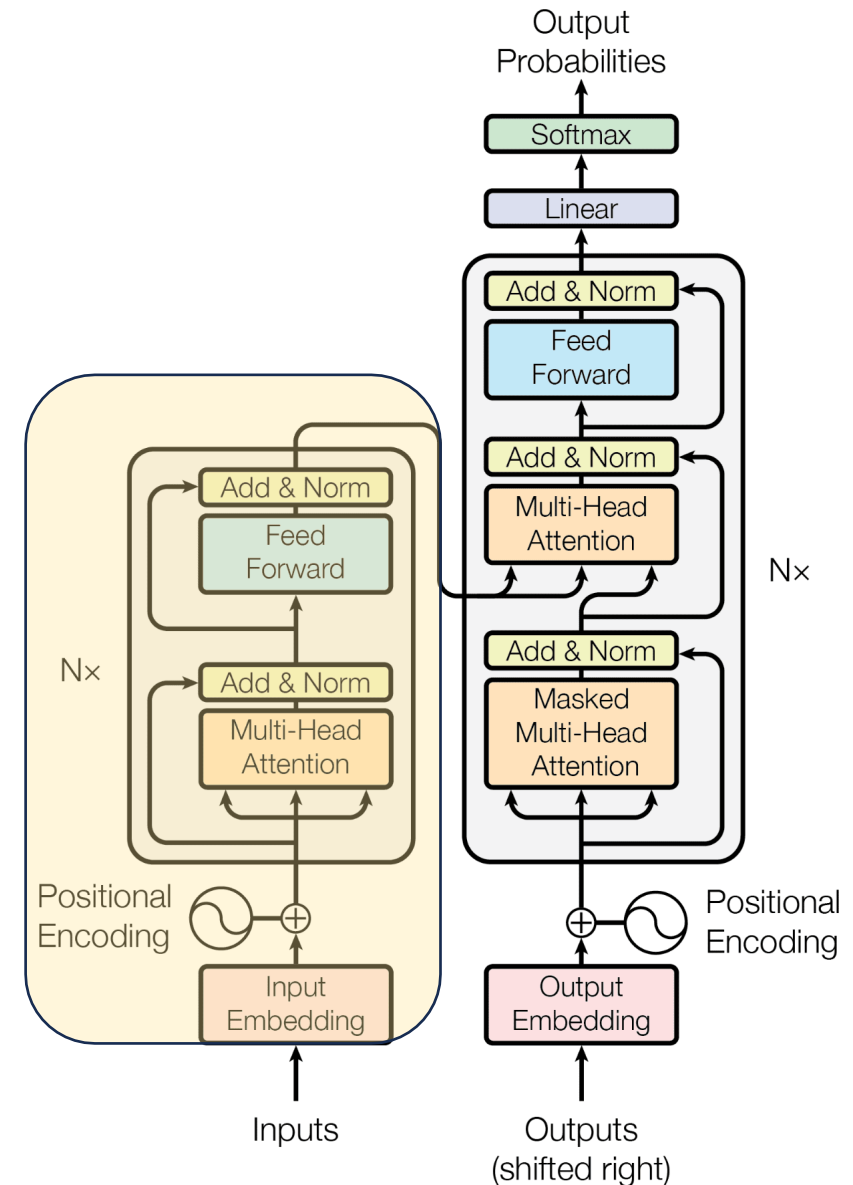 Output
Probabilities
Softmax
Linear
Add & Norm
Feed
Forward
Add & Norm
Multi-Head
Attention
Nx
Add & Norm
Masked
Multi-Head
Attention
Positional
Encoding
Output
Embedding
Outputs
(shifted right)
Add & Norm
Feed
Forward
Nx
Add & Norm
Multi-Head
Attention
Positional
Encoding
Input
Embedding
Inputs